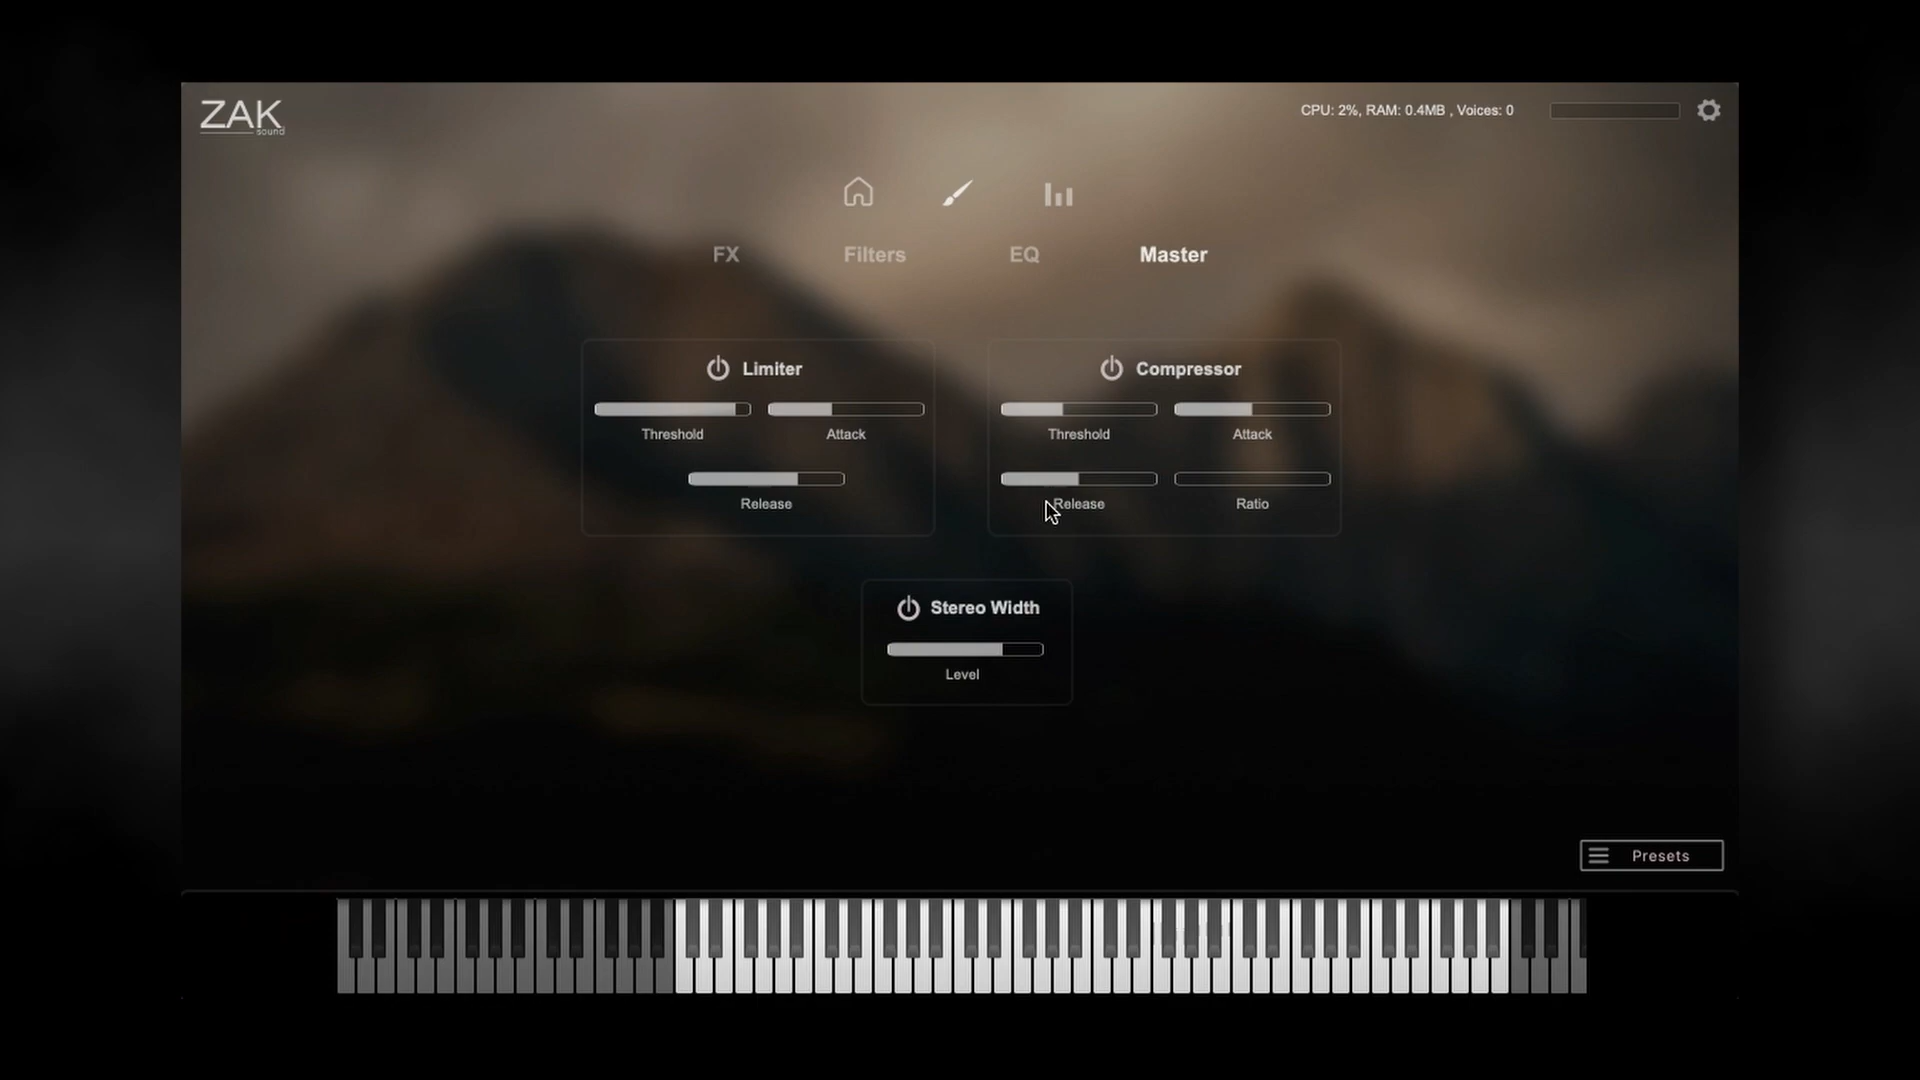 ZAK
sound
CPU: 2%, RAM: 0.4MB , Voices: 0
FX
Filters
EQ
Master
Limiter
Threshold
Attack
Release
Compressor
Threshold
Attack
Release
Ratio
Stereo Width
Level
Presets